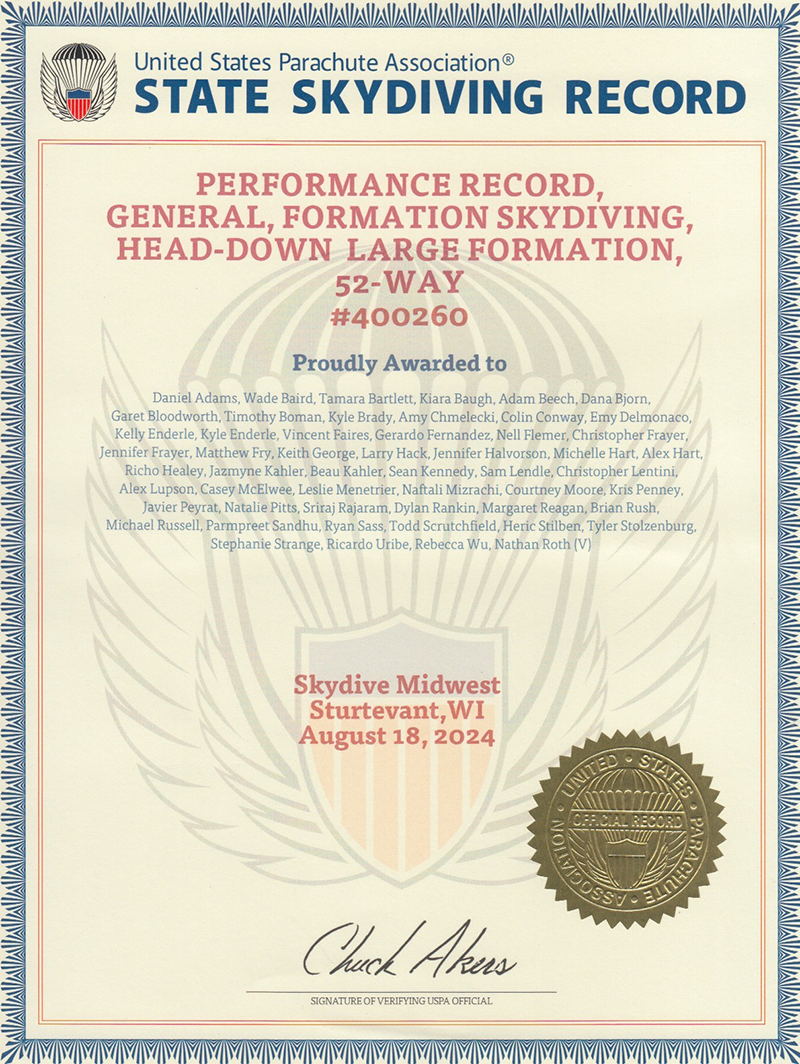 United States Parachute Association®
STATE SKYDIVING RECORD
PERFORMANCE RECORD,
GENERAL, FORMATION SKYDIVING,
HEAD-DOWN LARGE FORMATION,
52-WAY
#400260
Proudly Awarded to
Daniel Adams, Wade Baird, Tamara Bartlett, Kiara Baugh, Adam Beech, Dana Bjorn,
Garet Bloodworth, Timothy Boman, Kyle Brady, Amy Chmelecki, Colin Conway, Emy Delmonaco,
Kelly Enderle, Kyle Enderle, Vincent Faires, Gerardo Fernandez, Nell Flemer, Christopher Frayer,
Jennifer Frayer, Matthew Fry, Keith George, Larry Hack, Jennifer Halvorson, Michelle Hart, Alex Hart,
Richo Healey, Jazmyne Kahler, Beau Kahler, Sean Kennedy, Sam Lendle, Christopher Lentini,
Alex Lupson, Casey McElwee, Leslie Menetrier, Naftali Mizrachi, Courtney Moore, Kris Penney,
Javier Peyrat, Natalie Pitts, Sriraj Rajaram, Dylan Rankin, Margaret Reagan, Brian Rush,
Michael Russell, Parmpreet Sandhu, Ryan Sass, Todd Scrutchfield, Heric Stilben, Tyler Stolzenburg,
Stephanie Strange, Ricardo Uribe, Rebecca Wu, Nathan Roth (V)
Skydive Midwest
Sturtevant,WI
August 18, 2024
UNITED STATES PARACHUTE ASSOCIATION
OFFICIAL RECORD
Chuck Akers
SIGNATURE OF VERIFYING USPA OFFICIAL